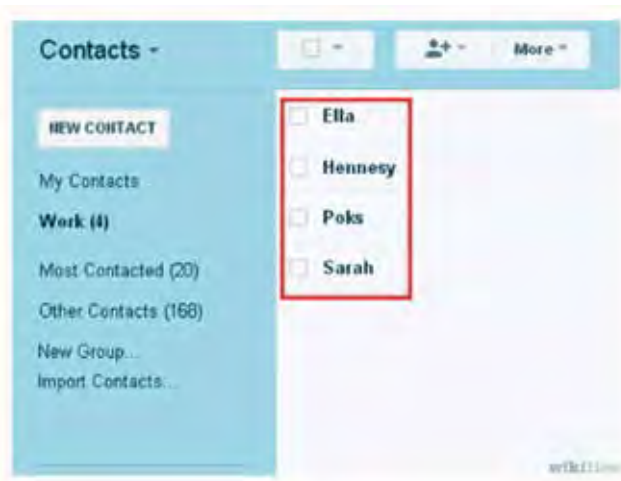 Contacts
More
NEW CONTACT
My Contacts
Work (4)
Most Contacted (20)
Other Contacts (168)
New Group...
Import Contacts...
Ella
Hennesy
Poks
Sarah